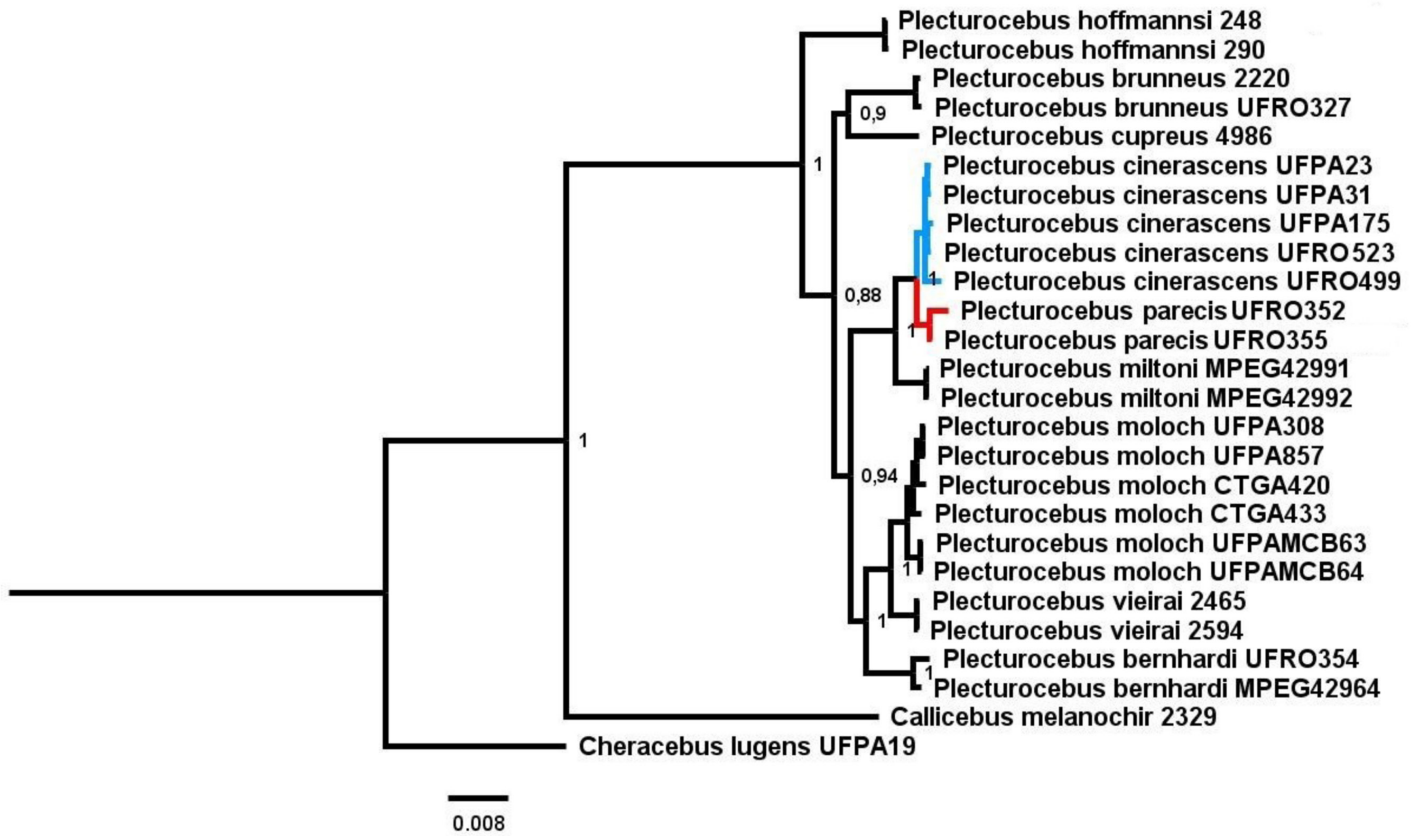 Plecturocebus hoffmannsi 248
Plecturocebus hoffmannsi 290
Plecturocebus brunneus 2220
0,9
Plecturocebus brunneus UFRO327
Plecturocebus cupreus 4986
1
Plecturocebus cinerascens UFPA23
Plecturocebus cinerascens UFPA31
Plecturocebus cinerascens UFPA175
Plecturocebus cinerascens UFRO523
1
Plecturocebus cinerascens UFRO499
0,88
Plecturocebus parecis UFRO352
1
Plecturocebus parecis UFRO355
Plecturocebus miltoni MPEG42991
Plecturocebus miltoni MPEG42992
Plecturocebus moloch UFPA308
1
Plecturocebus moloch UFPA857
0,94
Plecturocebus moloch CTGA420
Plecturocebus moloch CTGA433
Plecturocebus moloch UFPAMCB63
1
Plecturocebus moloch UFPAMCB64
Plecturocebus vieirai 2465
1
Plecturocebus vieirai 2594
Plecturocebus bernhardi UFRO354
1
Plecturocebus bernhardi MPEG42964
Callicebus melanochir 2329
Cheracebus lugens UFPA19
0.008